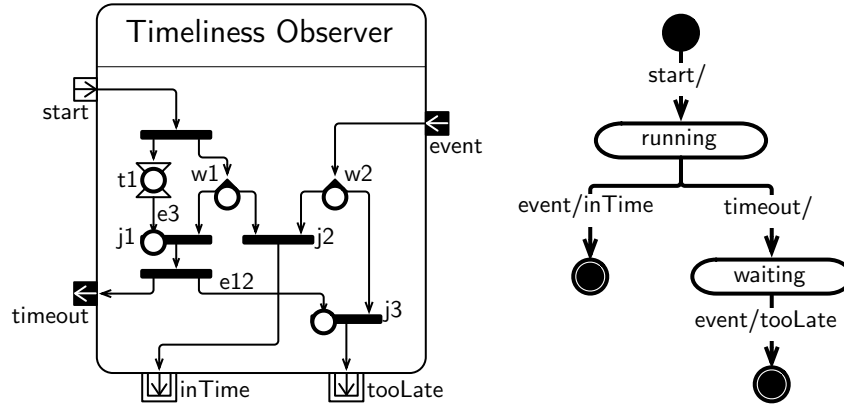 Timeliness Observer
start
event
t1
w1
w2
e3
j1
j2
e12
timeout
j3
inTime
tooLate
start/
running
event/inTime
timeout/
waiting
event/tooLate